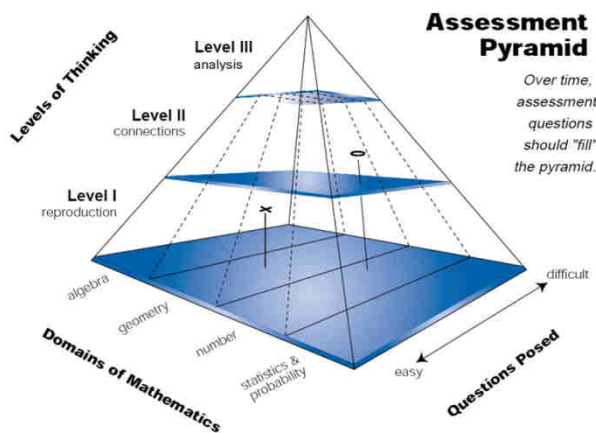 Assessment
Pyramid
Over time,
assessment
questions
should "fill"
the pyramid.
Levels of Thinking
Level III
analysis
Level II
connections
Level I
reproduction
x
0
algebra
geometry
number
statistics &
probability
Domains of Mathematics
easy
difficult
Questions Posed